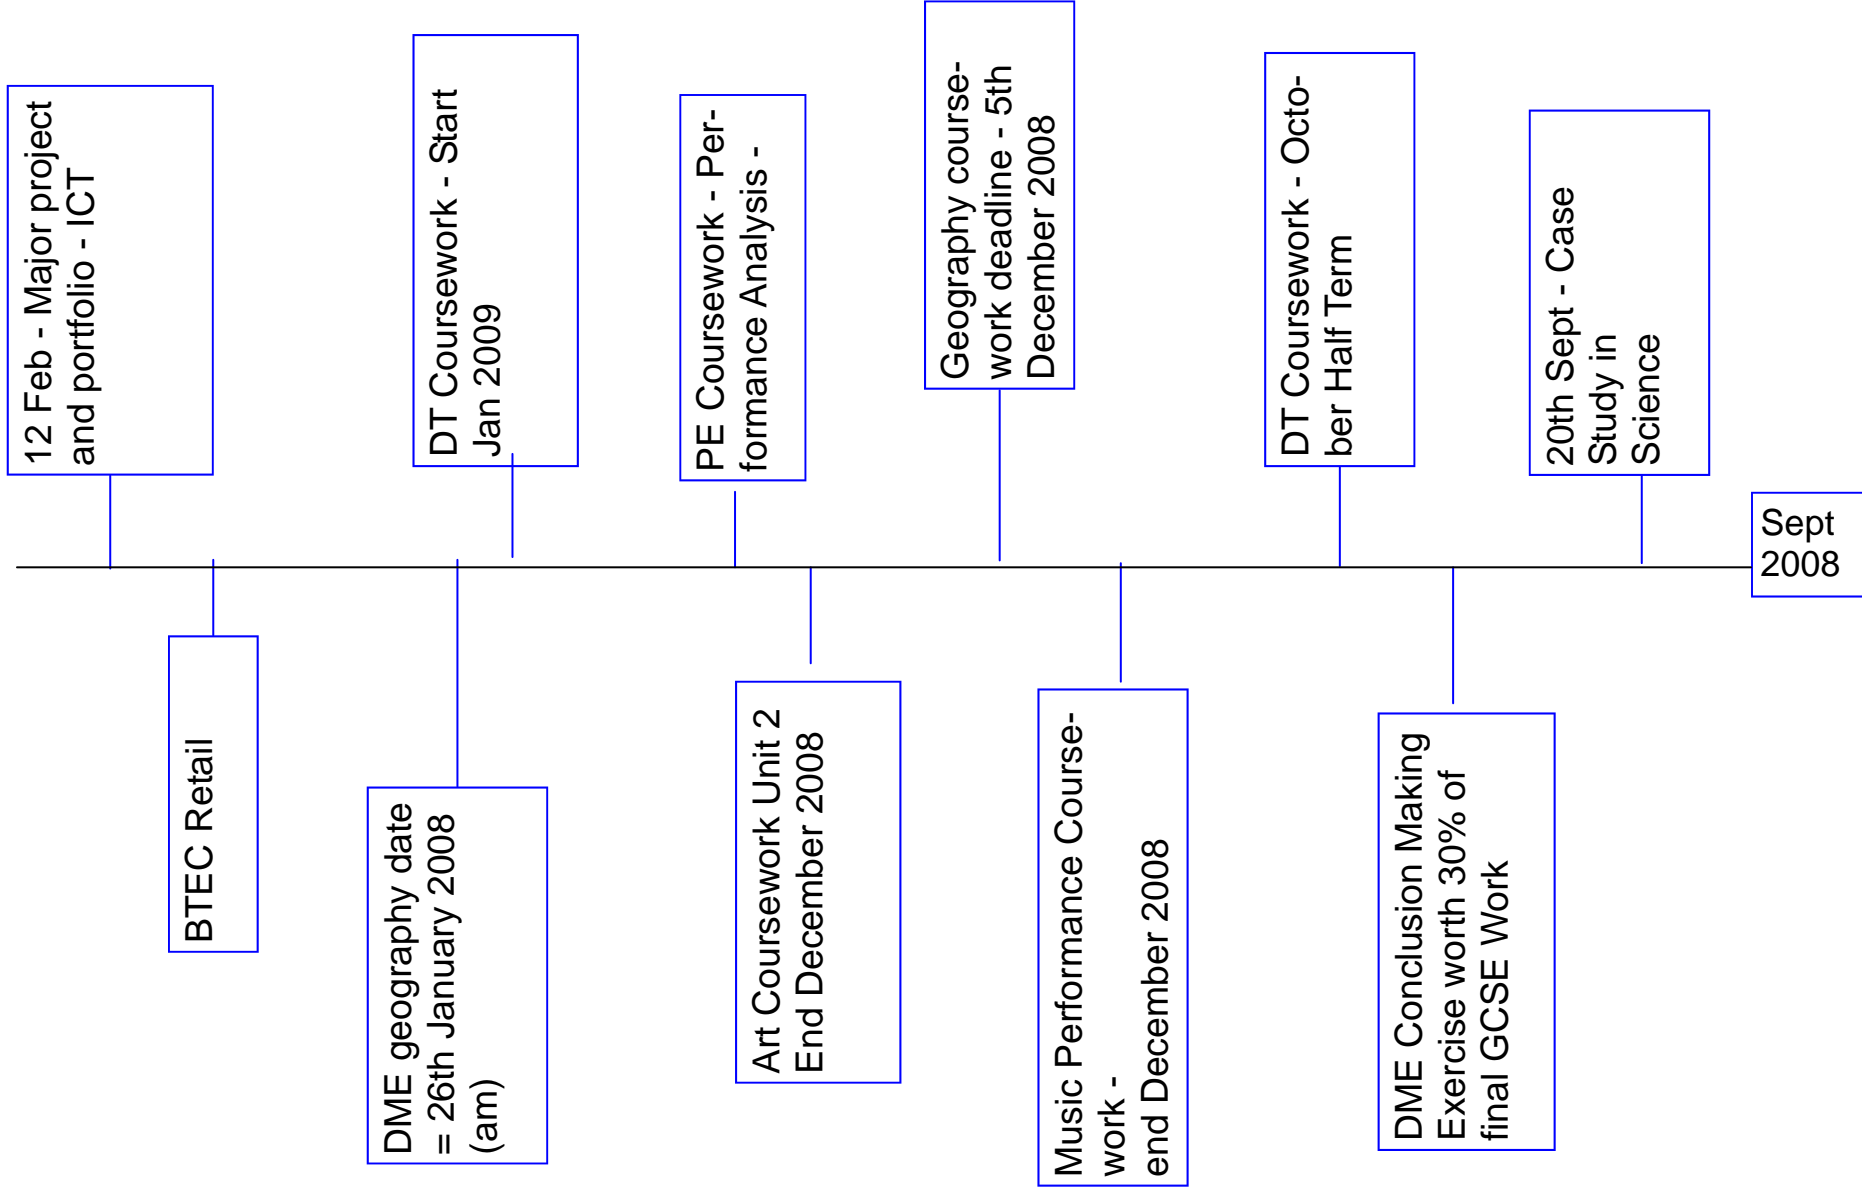 12 Feb - Major project
and portfolio - ICT
DT Coursework - Start
Jan 2009
PE Coursework - Per-
formance Analysis -
Geography course-
work deadline - 5th
December 2008
DT Coursework - Octo-
ber Half Term
20th Sept - Case
Study in
Science
Sept
2008
BTEC Retail
DME geography date
= 26th January 2008
(am)
Art Coursework Unit 2
End December 2008
Music Performance Course-
work -
end December 2008
DME Conclusion Making
Exercise worth 30% of
final GCSE Work